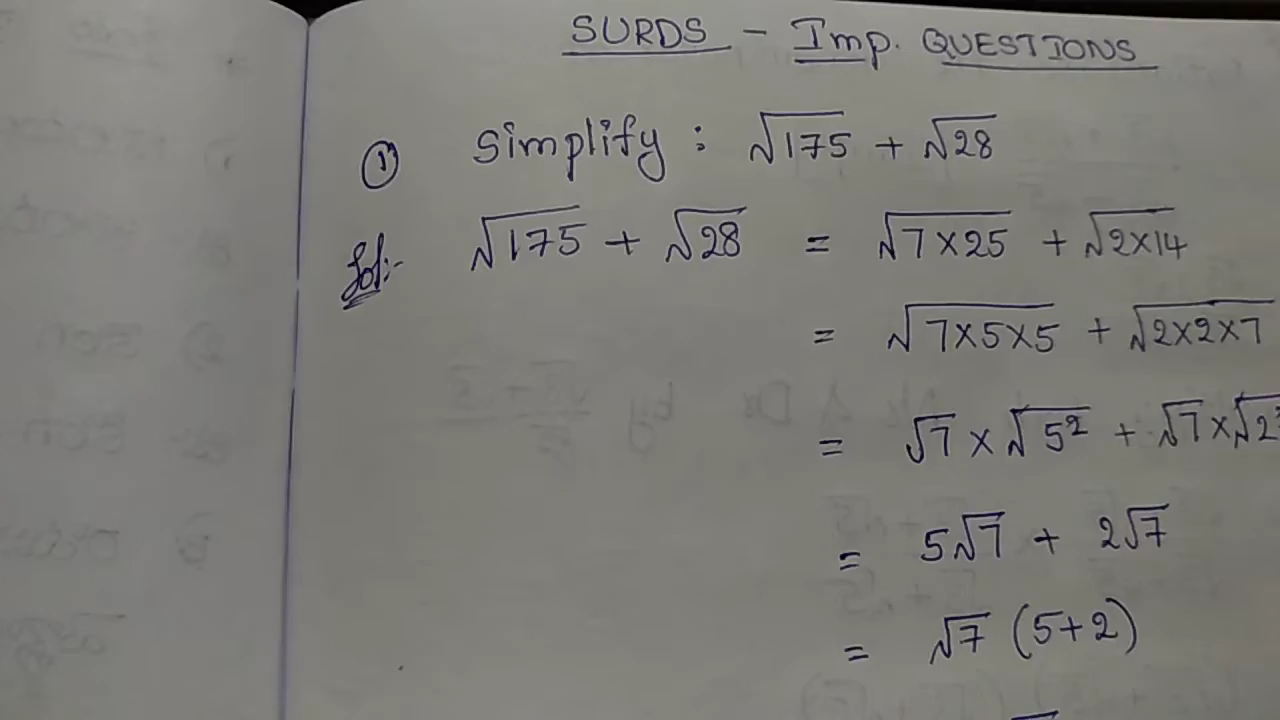 SURDS - Imp. QUESTIONS
① Simplify : √175 + √28
Sol:- √175 + √28 = √7×25 + √2×14
= √7×5×5 + √2×2×7
= √7 × √5² + √7 × √2²
= 5√7 + 2√7
= √7 (5+2)